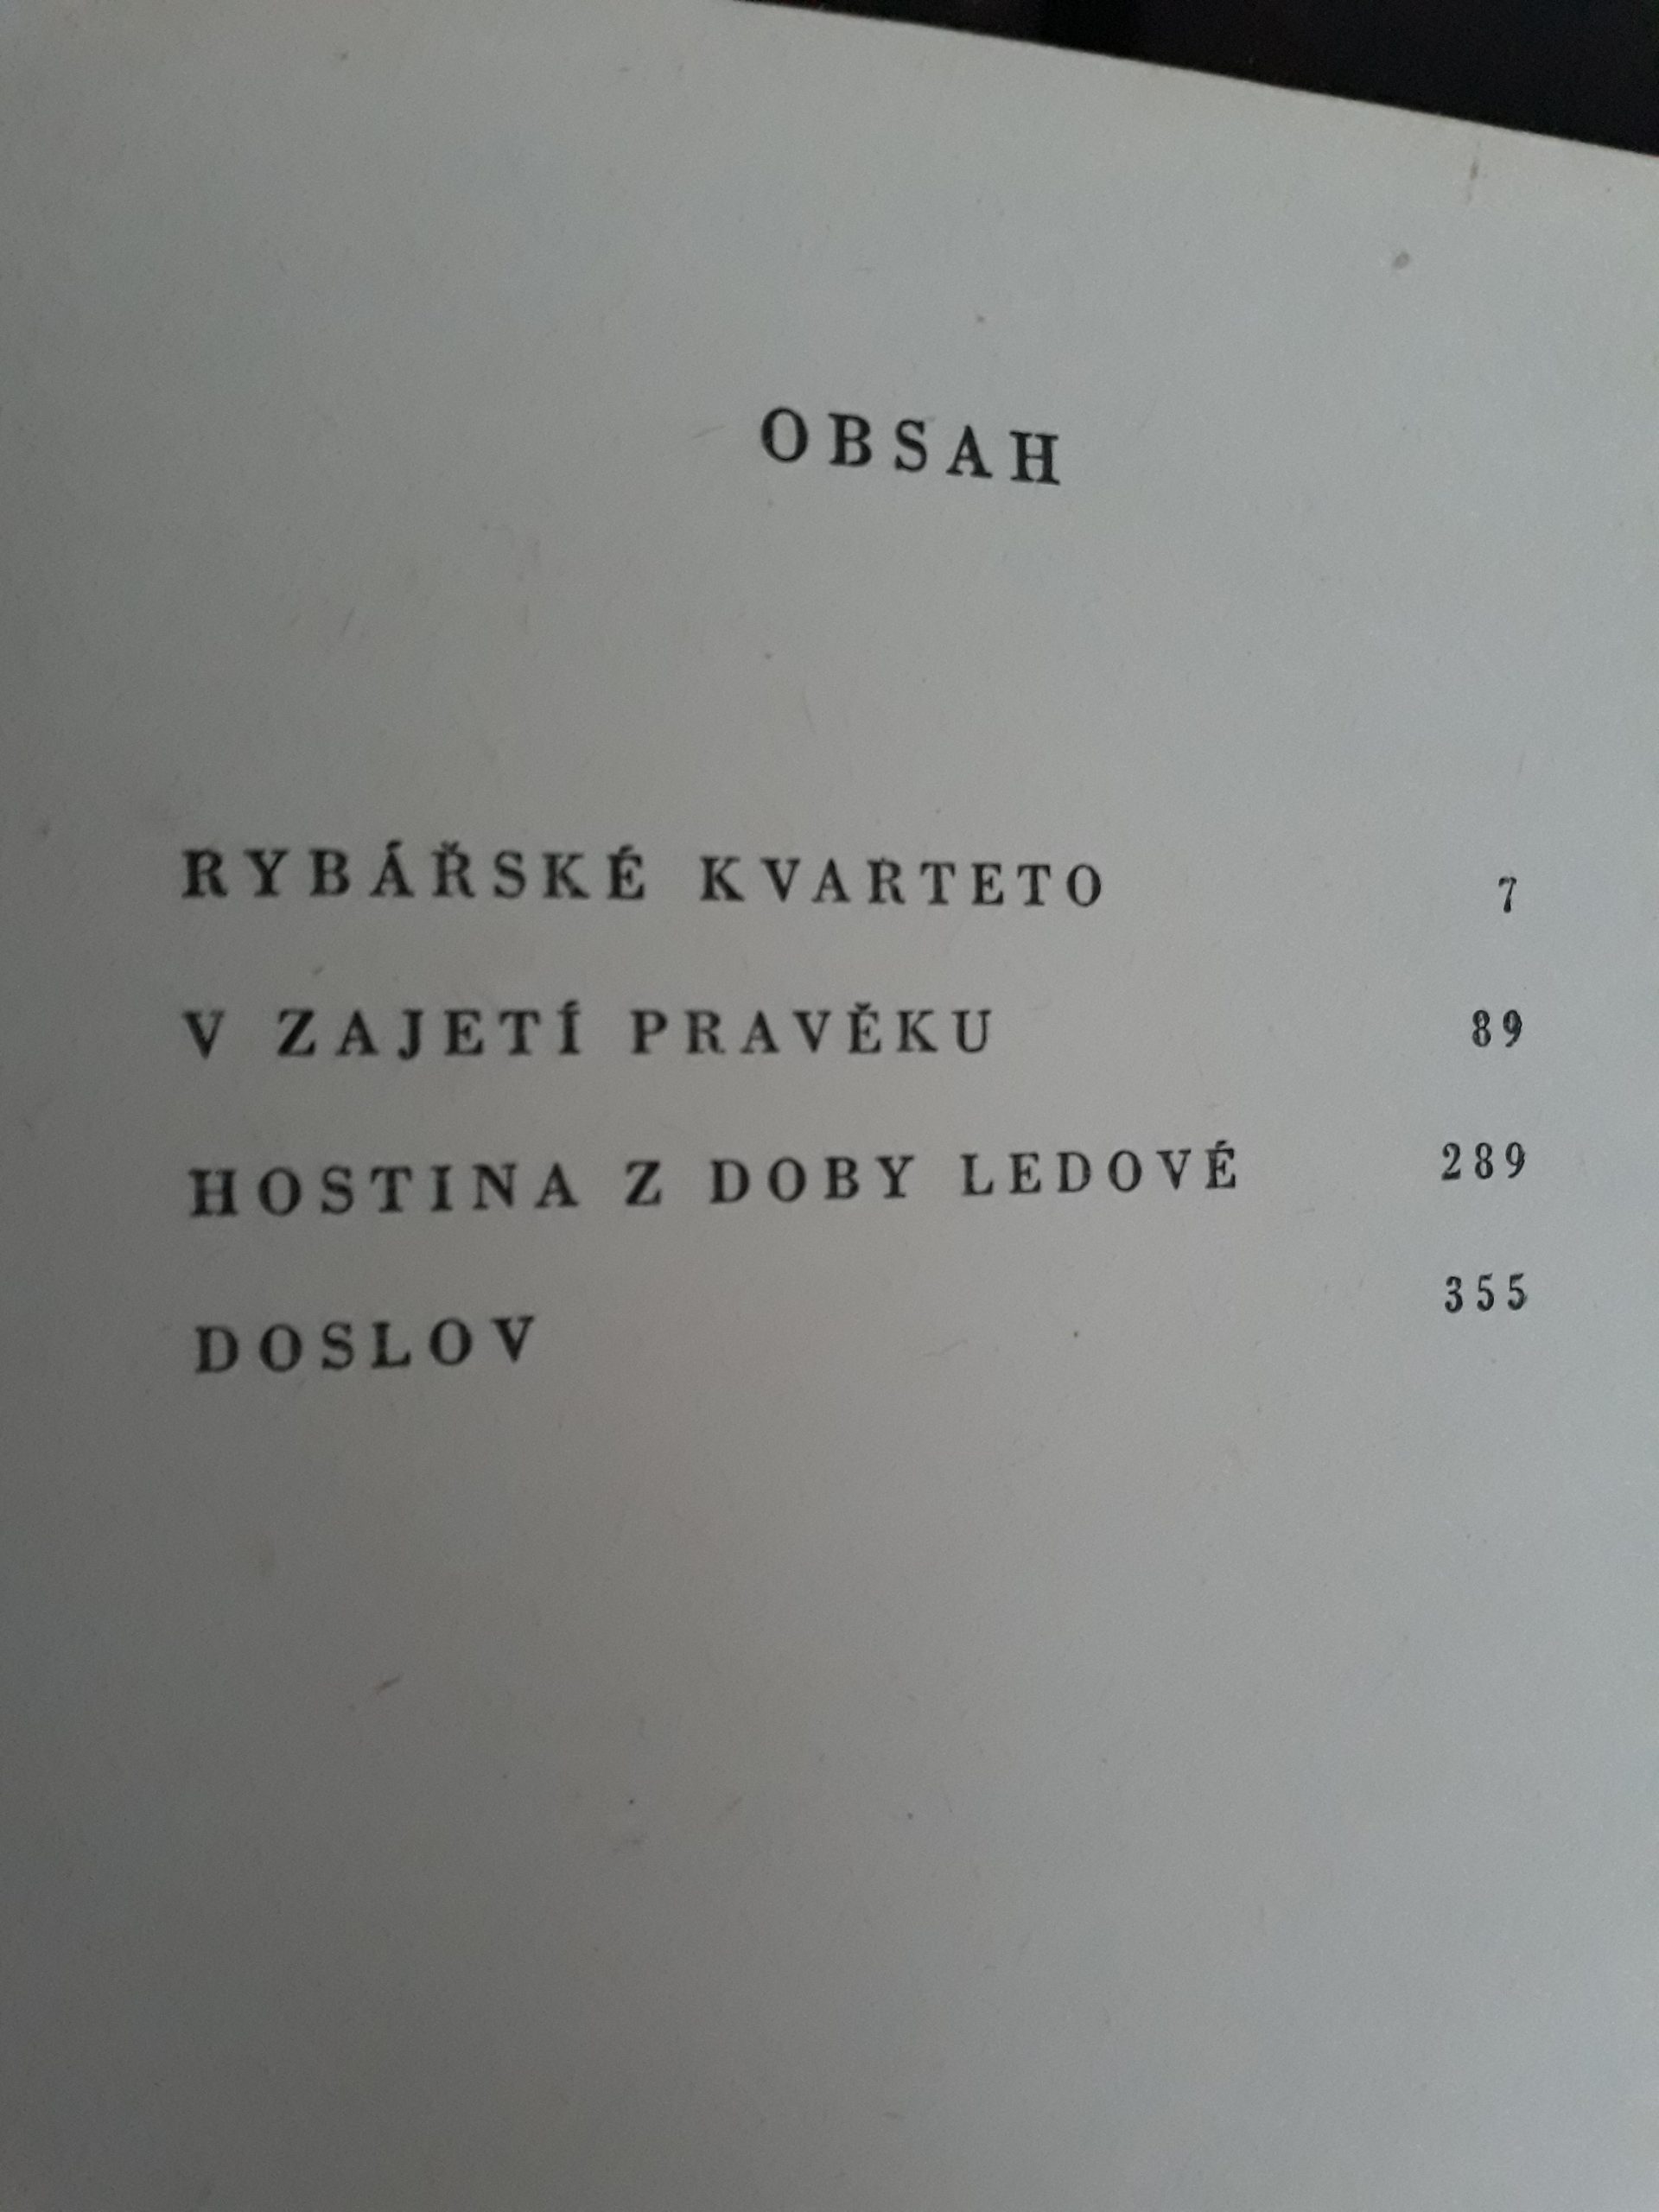 OBSAH
RYBÁŘSKÉ KVARTETO 7
V ZAJETÍ PRAVĚKU 89
HOSTINA Z DOBY LEDOVÉ 289
DOSLOV 355